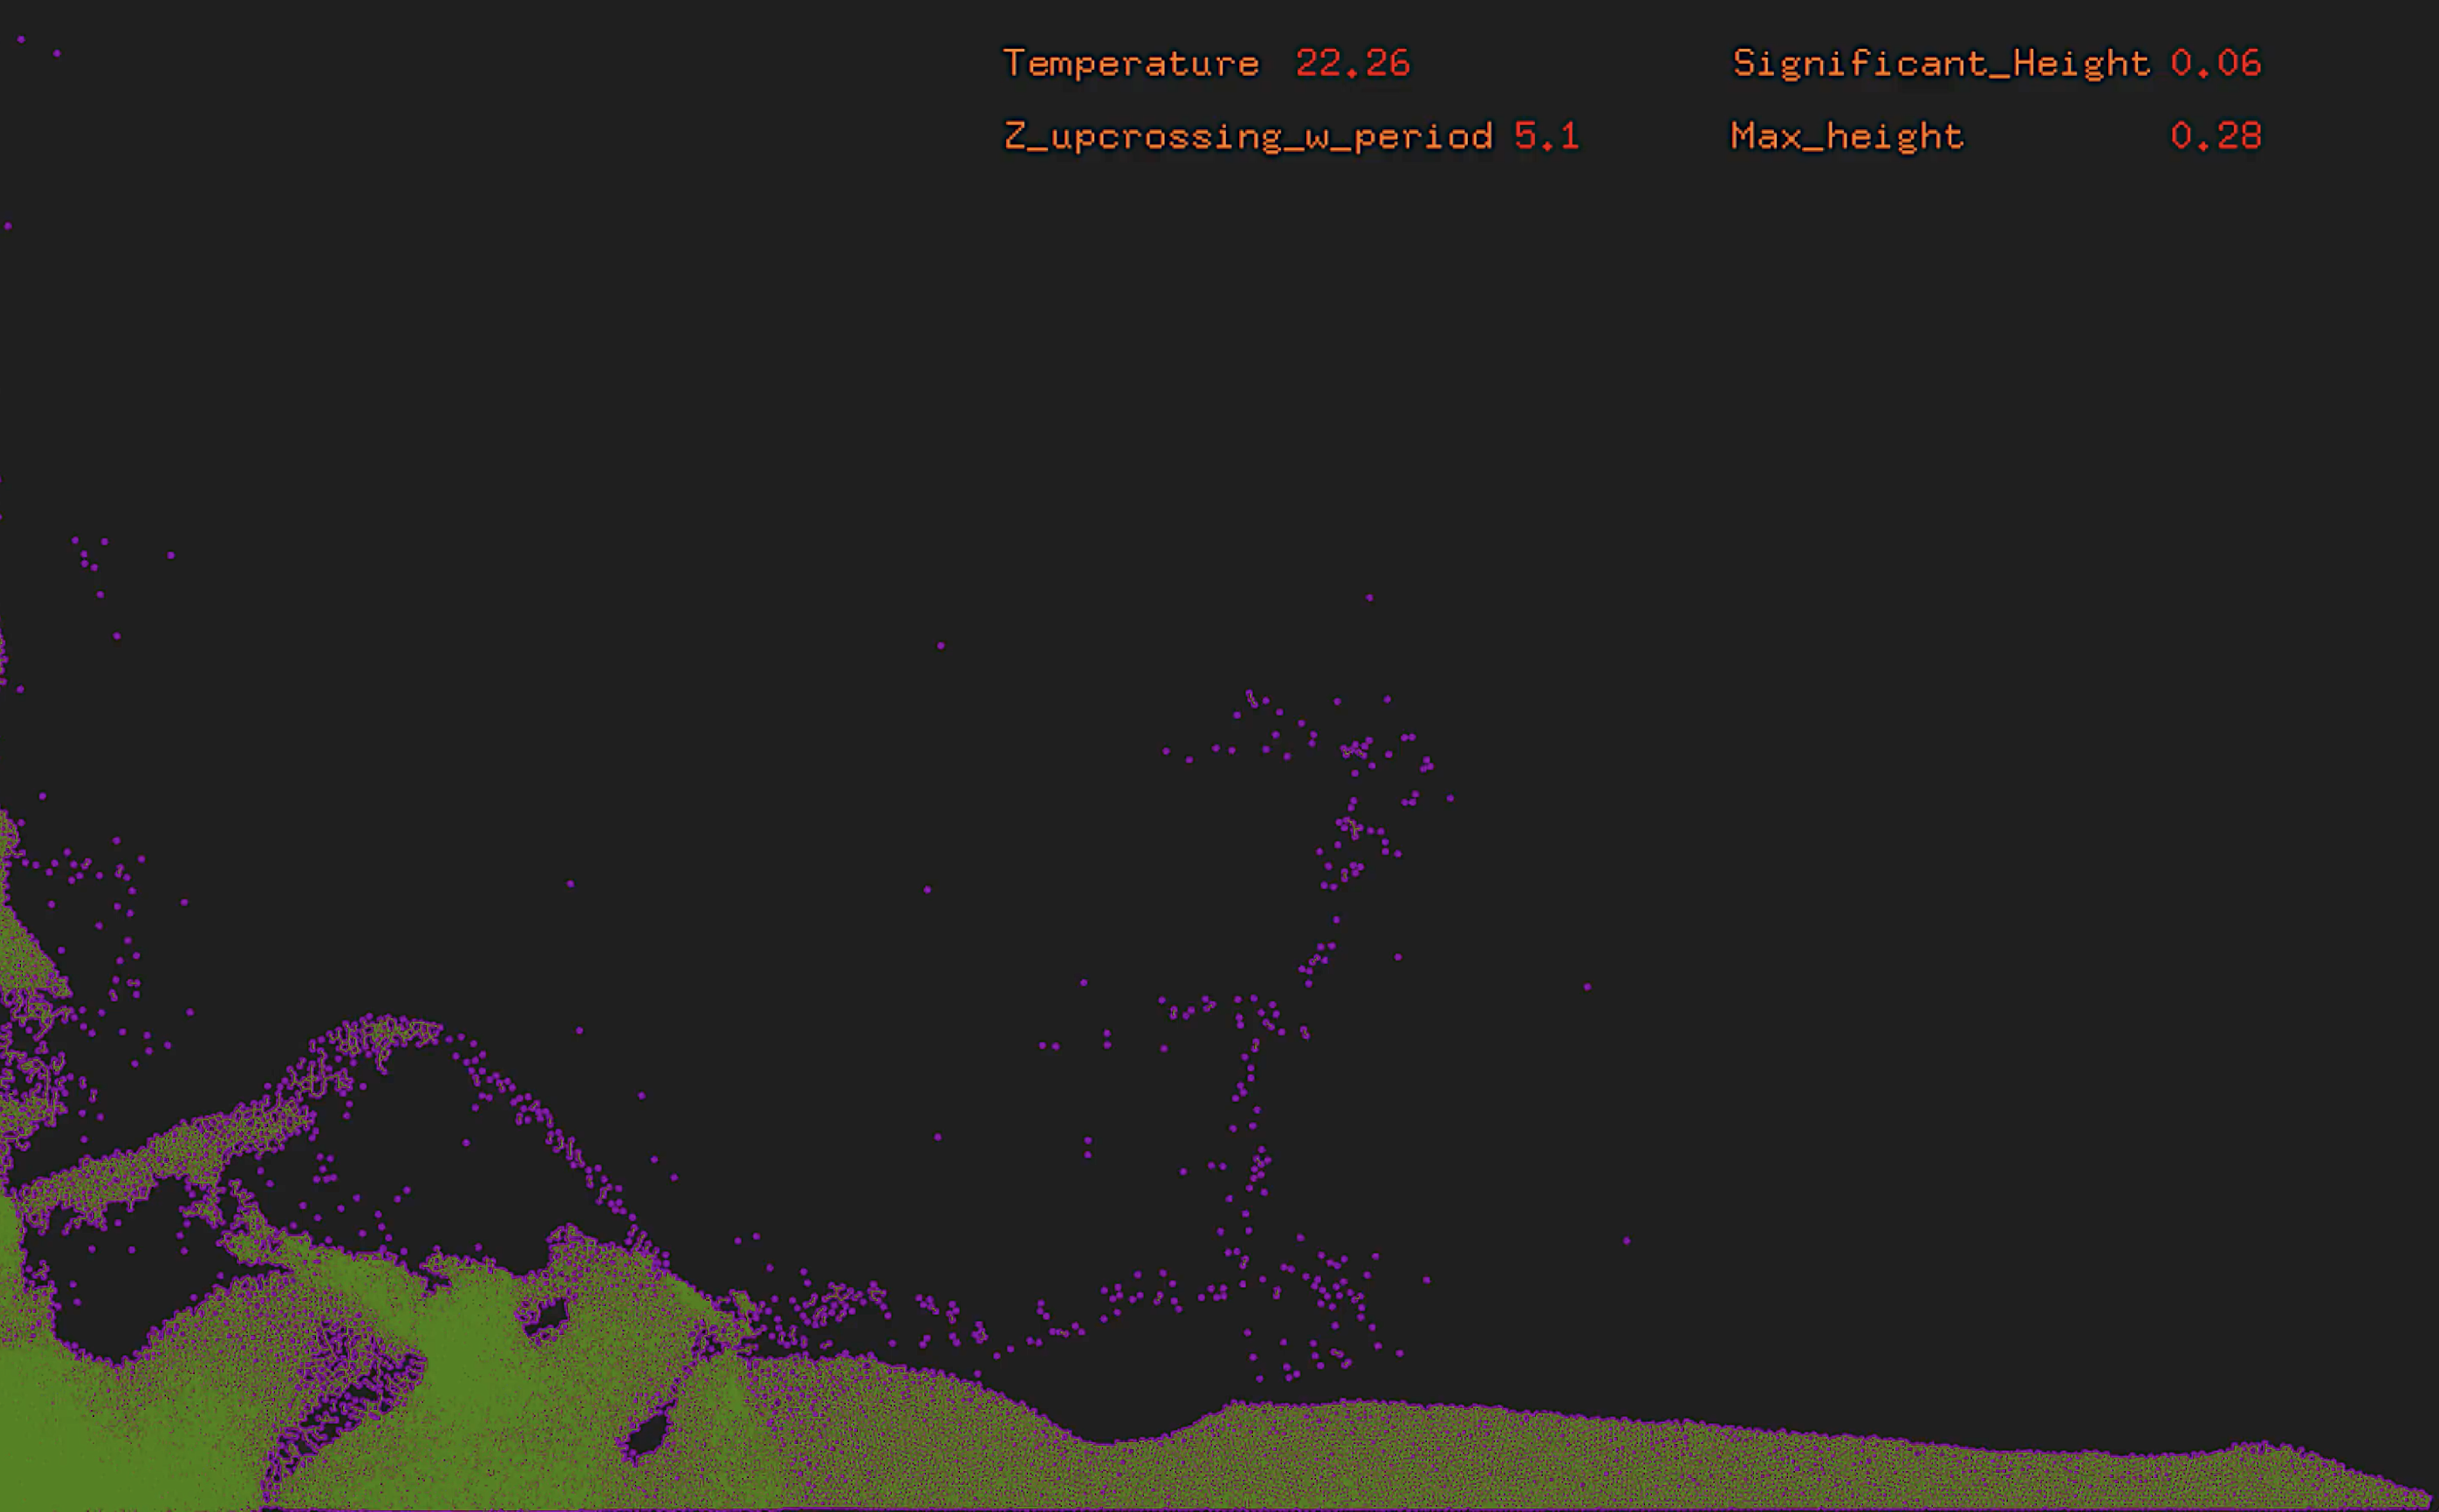 Temperature 22.26 Significant_Height 0.06
Z_upcrossing_w_period 5.1 Max_height 0.28